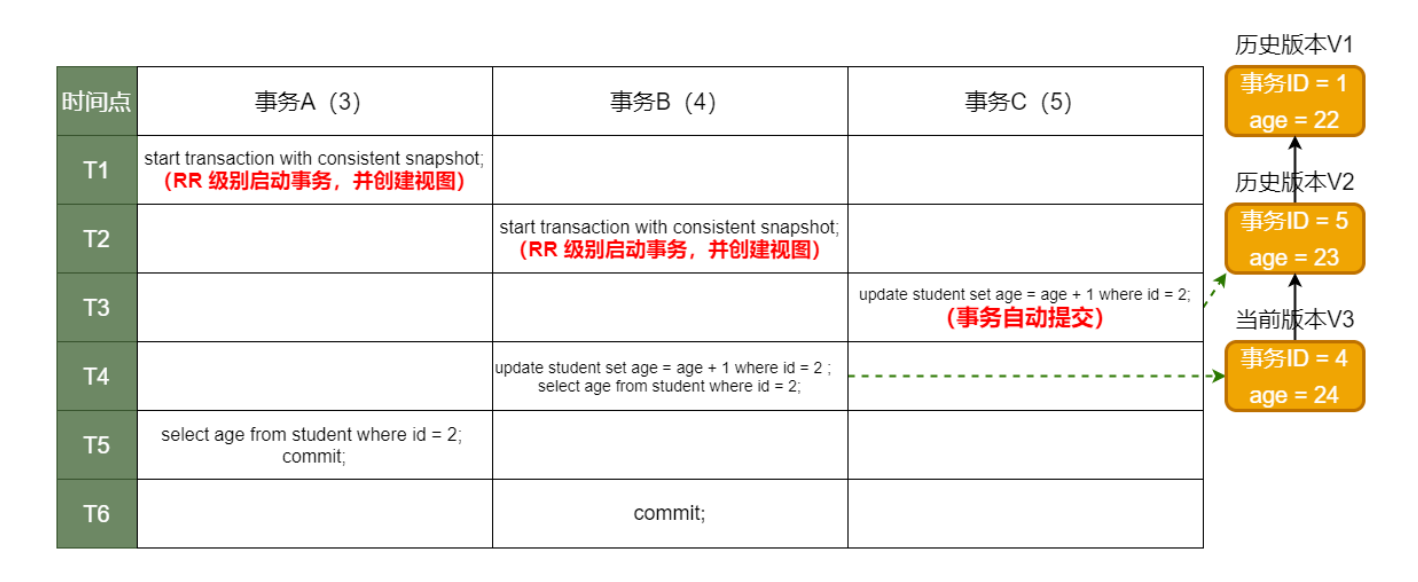 历史版本V1
事务ID = 1
age = 22
时间点
事务A（3）
事务B（4）
事务C（5）
T1
start transaction with consistent snapshot;
（RR 级别启动事务，并创建视图）
历史版本V2
事务ID = 5
age = 23
T2
start transaction with consistent snapshot;
（RR 级别启动事务，并创建视图）
T3
update student set age = age + 1 where id = 2;
（事务自动提交）
当前版本V3
事务ID = 4
age = 24
T4
update student set age = age + 1 where id = 2 ;
select age from student where id = 2;
T5
select age from student where id = 2;
commit;
T6
commit;